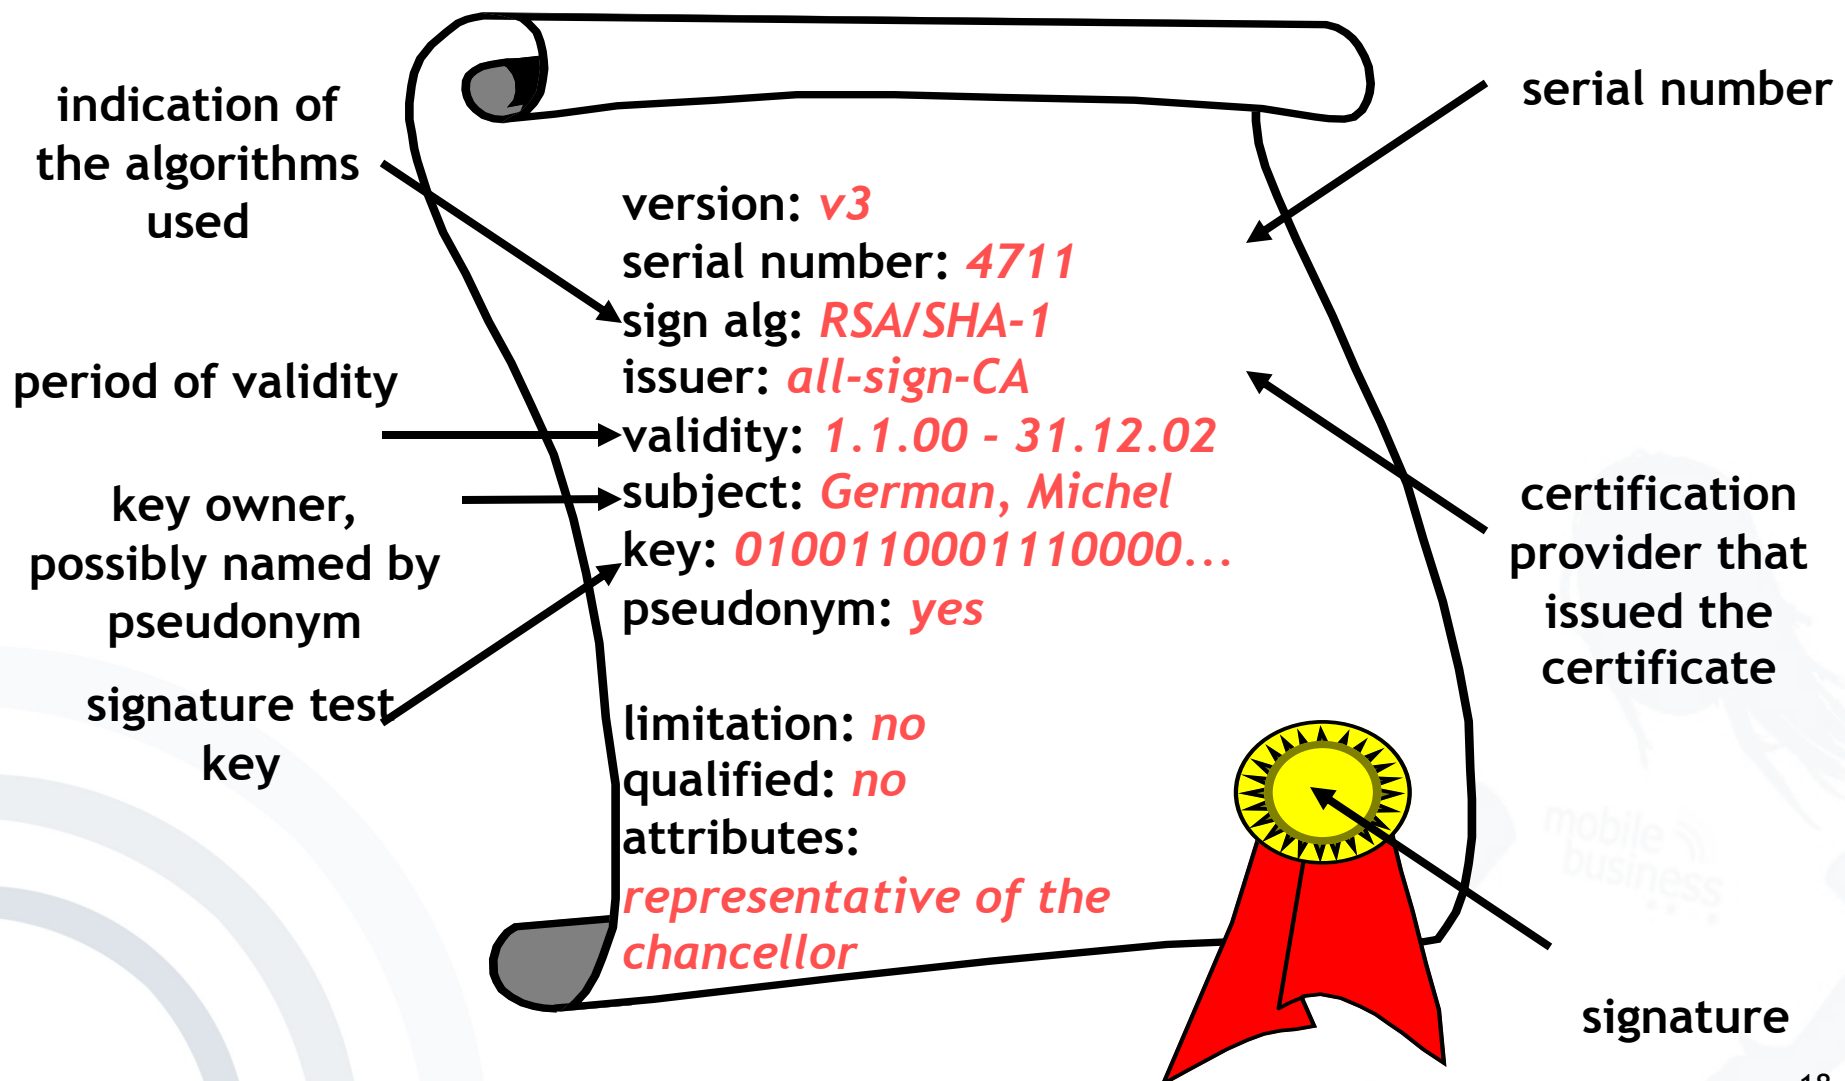 indication of
the algorithms
used
period of validity
key owner,
possibly named by
pseudonym
signature test
key
version: v3
serial number: 4711
sign alg: RSA/SHA-1
issuer: all-sign-CA
validity: 1.1.00 - 31.12.02
subject: German, Michel
key: 0100110001110000...
pseudonym: yes
limitation: no
qualified: no
attributes:
representative of the
chancellor
serial number
certification
provider that
issued the
certificate
mobile
business
signature